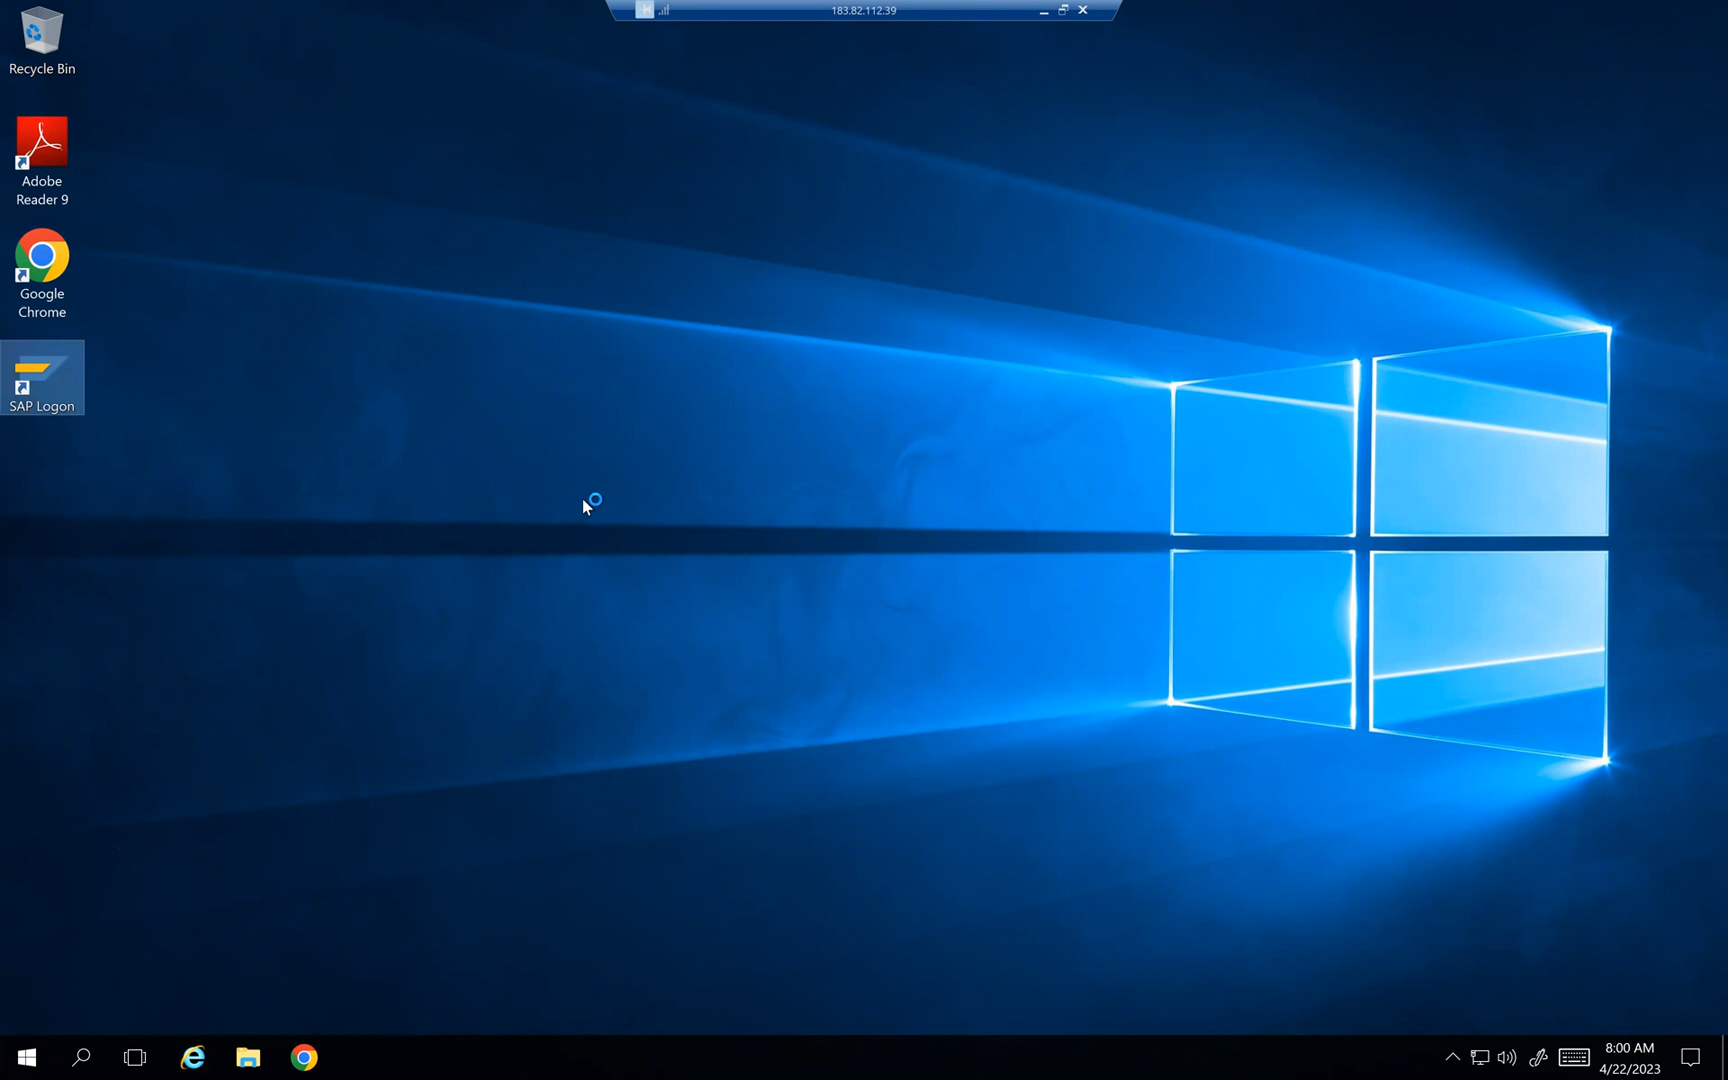 183.82.112.39
Recycle Bin
Adobe
Reader 9
Google
Chrome
SAP Logon
8:00 AM
4/22/2023